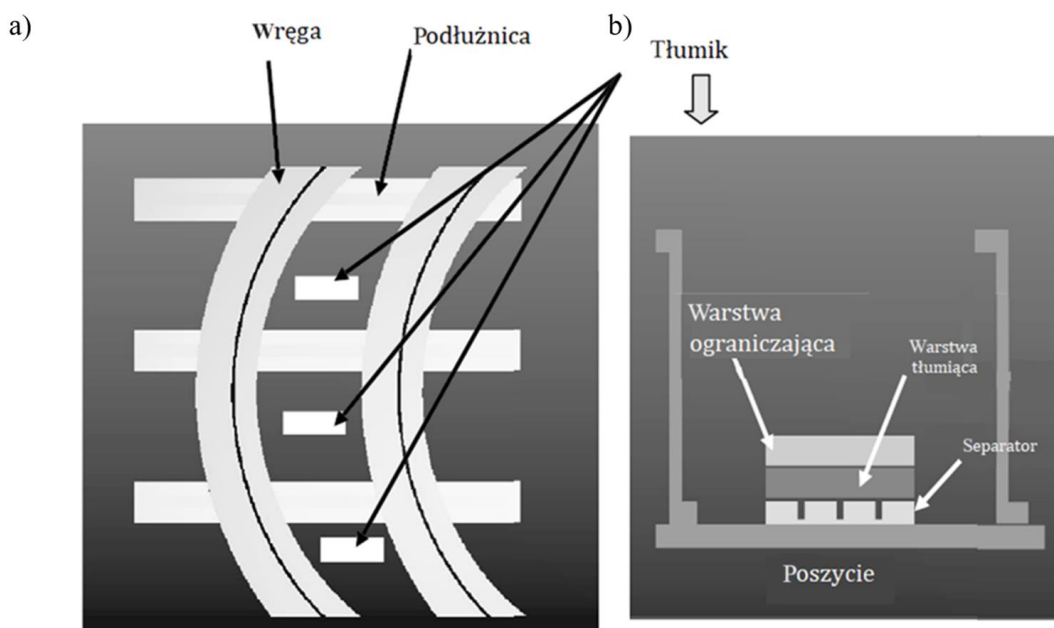 a)
Wręga
Podłużnica
b)
Tłumik
Warstwa
ograniczająca
Warstwa
tłumiąca
Separator
Poszycie